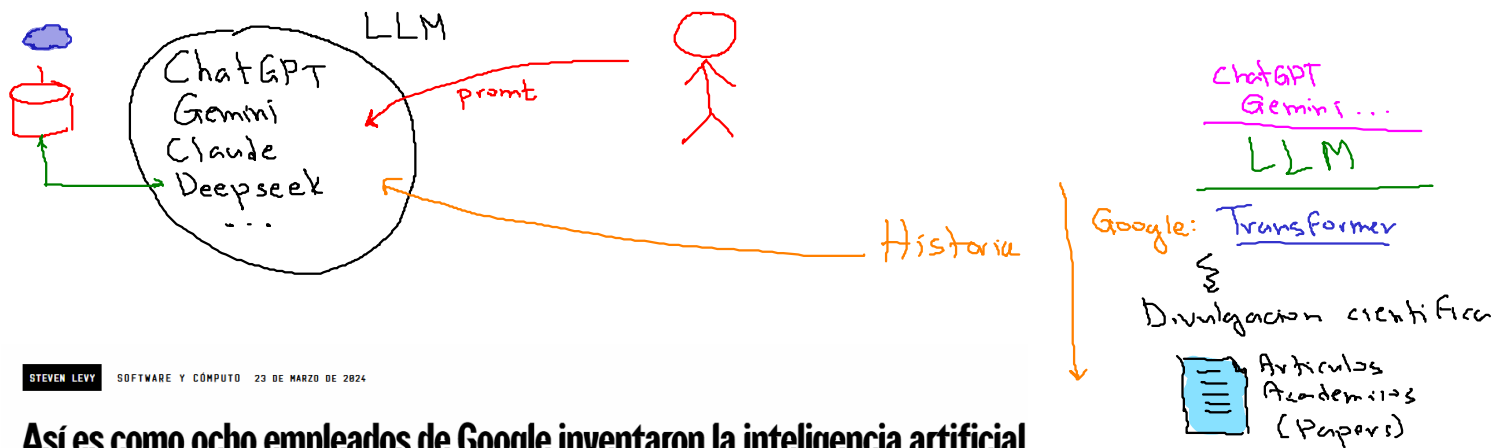 LLM
ChatGPT
Gemini
Claude
Deepseek
...
promt
Historia
ChatGPT
Gemini...
LLM
Google: Transformer
Divulgacion cientifica
Articulos
Academicos
(Papers)
STEVEN LEVY SOFTWARE Y CÓMPUTO 23 DE MARZO DE 2024
Así es como ocho empleados de Google inventaron la inteligencia artificial